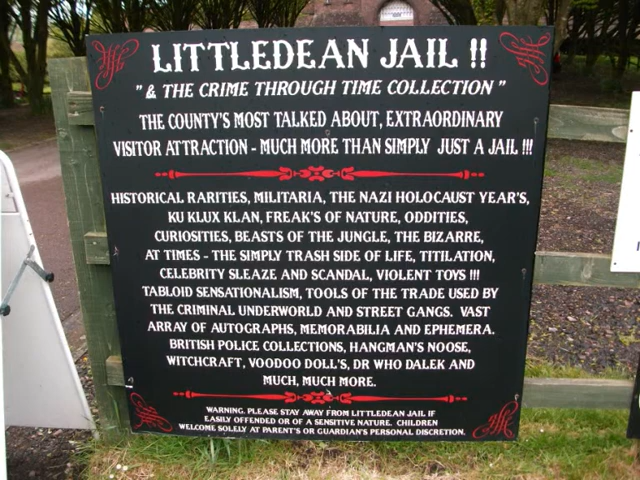 LITTLEDEAN JAIL !!
" & THE CRIME THROUGH TIME COLLECTION "
THE COUNTY'S MOST TALKED ABOUT, EXTRAORDINARY
VISITOR ATTRACTION - MUCH MORE THAN SIMPLY JUST A JAIL !!!
HISTORICAL RARITIES, MILITARIA, THE NAZI HOLOCAUST YEAR'S,
KU KLUX KLAN, FREAK'S OF NATURE, ODDITIES,
CURIOSITIES, BEASTS OF THE JUNGLE, THE BIZARRE,
AT TIMES - THE SIMPLY TRASH SIDE OF LIFE, TITILATION,
CELEBRITY SLEAZE AND SCANDAL, VIOLENT TOYS !!!
TABLOID SENSATIONALISM, TOOLS OF THE TRADE USED BY
THE CRIMINAL UNDERWORLD AND STREET GANGS. VAST
ARRAY OF AUTOGRAPHS, MEMORABILIA AND EPHEMERA.
BRITISH POLICE COLLECTIONS, HANGMAN'S NOOSE,
WITCHCRAFT, VOODOO DOLL'S, DR WHO DALEK AND
MUCH, MUCH MORE.
WARNING. PLEASE STAY AWAY FROM LITTLEDEAN JAIL IF
EASILY OFFENDED OR OF A SENSITIVE NATURE. CHILDREN
WELCOME SOLELY AT PARENT'S OR GUARDIAN'S PERSONAL DISCRETION.